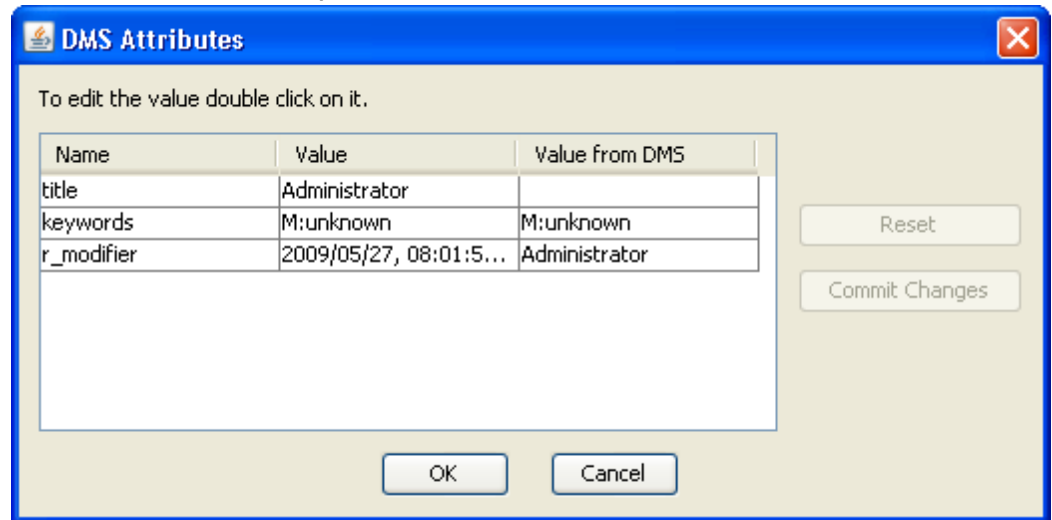 DMS Attributes
To edit the value double click on it.
Name Value Value from DMS
title Administrator
keywords M:unknown M:unknown
r_modifier 2009/05/27, 08:01:5... Administrator
Reset
Commit Changes
OK Cancel